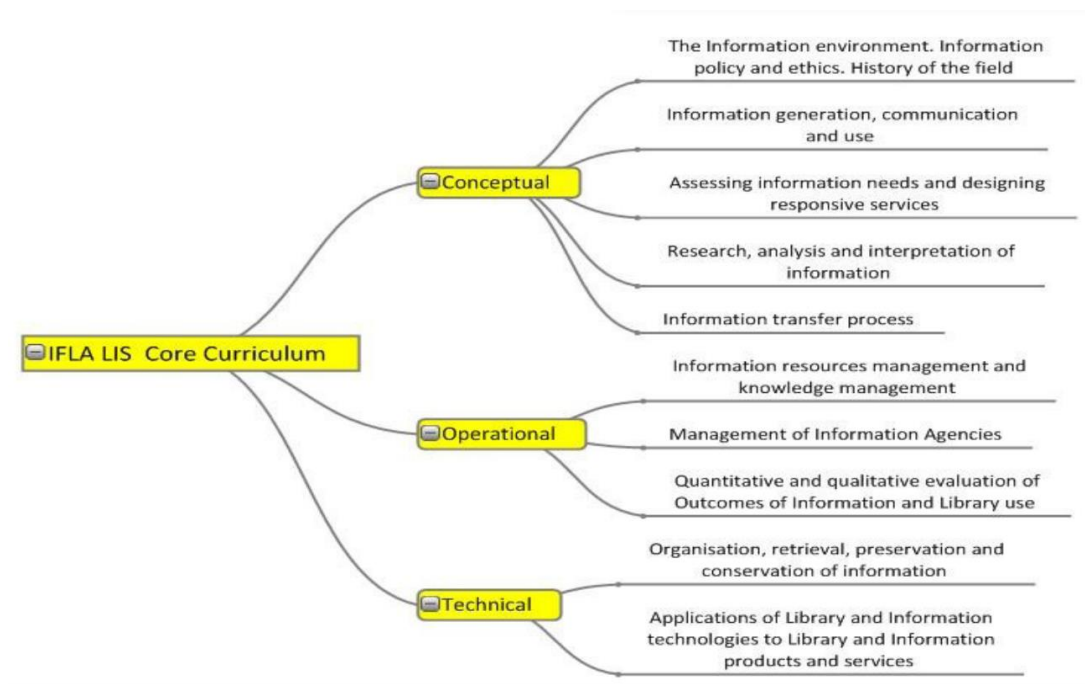 The Information environment. Information
policy and ethics. History of the field
Information generation, communication
and use
Conceptual
Assessing information needs and designing
responsive services
Research, analysis and interpretation of
information
Information transfer process
IFLA LIS  Core Curriculum
Information resources management and
knowledge management
Operational
Management of Information Agencies
Quantitative and qualitative evaluation of
Outcomes of Information and Library use
Organisation, retrieval, preservation and
conservation of information
Technical
Applications of Library and Information
technologies to Library and Information
products and services